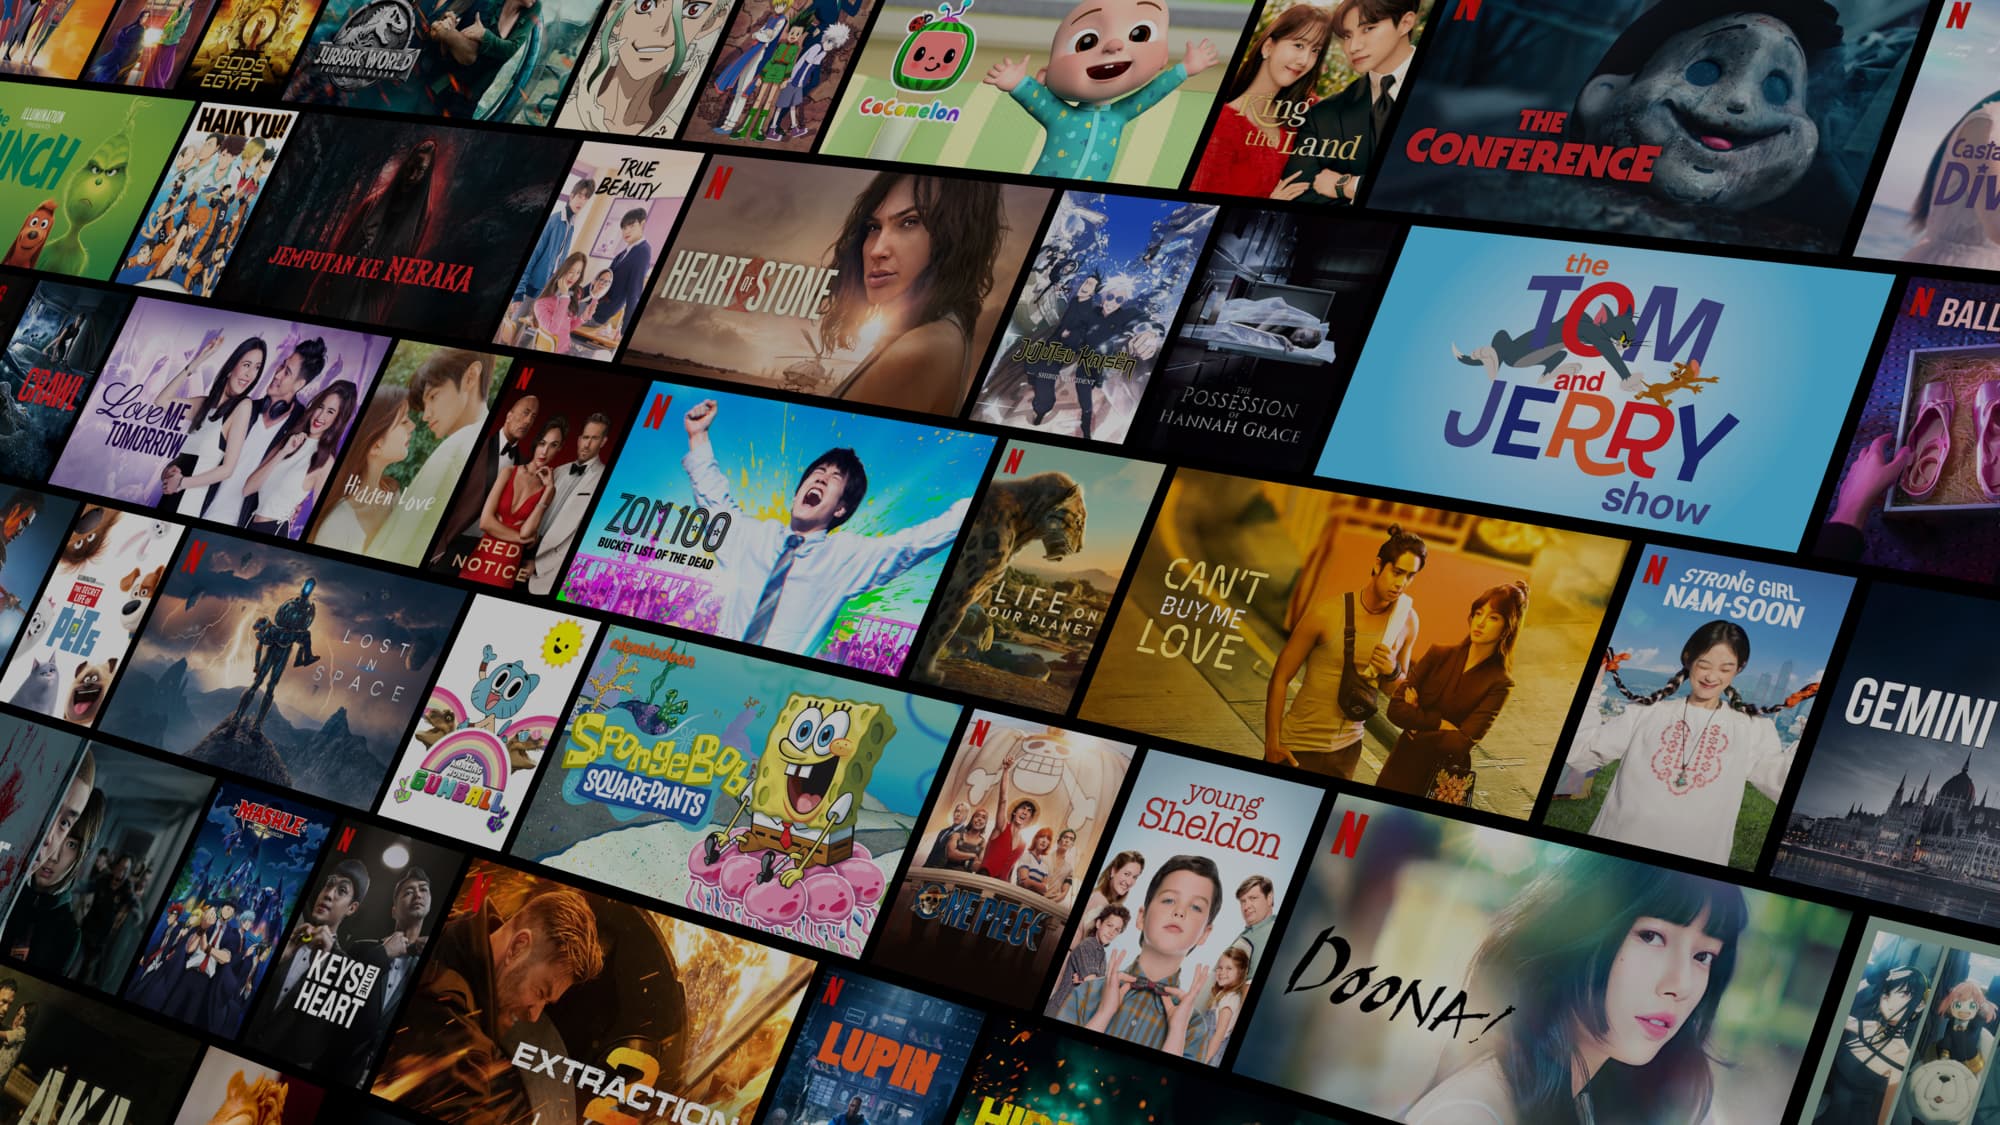 GODS
OF
EGYPT
JURASSIC WORLD
FALLEN KINGDOM
CoComelon
King
the Land
N
THE
CONFERENCE
N
the
INCH
ILLUMINATION
HAIKYU!!
JEMPUTAN KE NERAKA
TRUE
BEAUTY
N
HEART OF STONE
JUJUTSU KAISEN
SHIBUYA INCIDENT
THE
POSSESSION
OF
HANNAH GRACE
the
TOM
and
JERRY
show
Casta
Div
N
BALL
CRAWL
Love ME
TOMORROW
Hidden Love
N
RED
NOTICE
N
ZOM 100
BUCKET LIST OF THE DEAD
N
LIFE ON
OUR PLANET
CAN'T
BUY ME
LOVE
N
STRONG GIRL
NAM-SOON
GEMINI
ILLUMINATION
THE SECRET
LIFE OF
PETS
N
LOST
IN
SPACE
THE
AMAZING
WORLD OF
GUMBALL
nickelodeon
SpongeBob
SQUAREPANTS
N
ONE PIECE
young
Sheldon
N
DOONA!
MASHLE
N
KEYS
TO THE
HEART
N
EXTRACTION
2
N
LUPIN
AKA